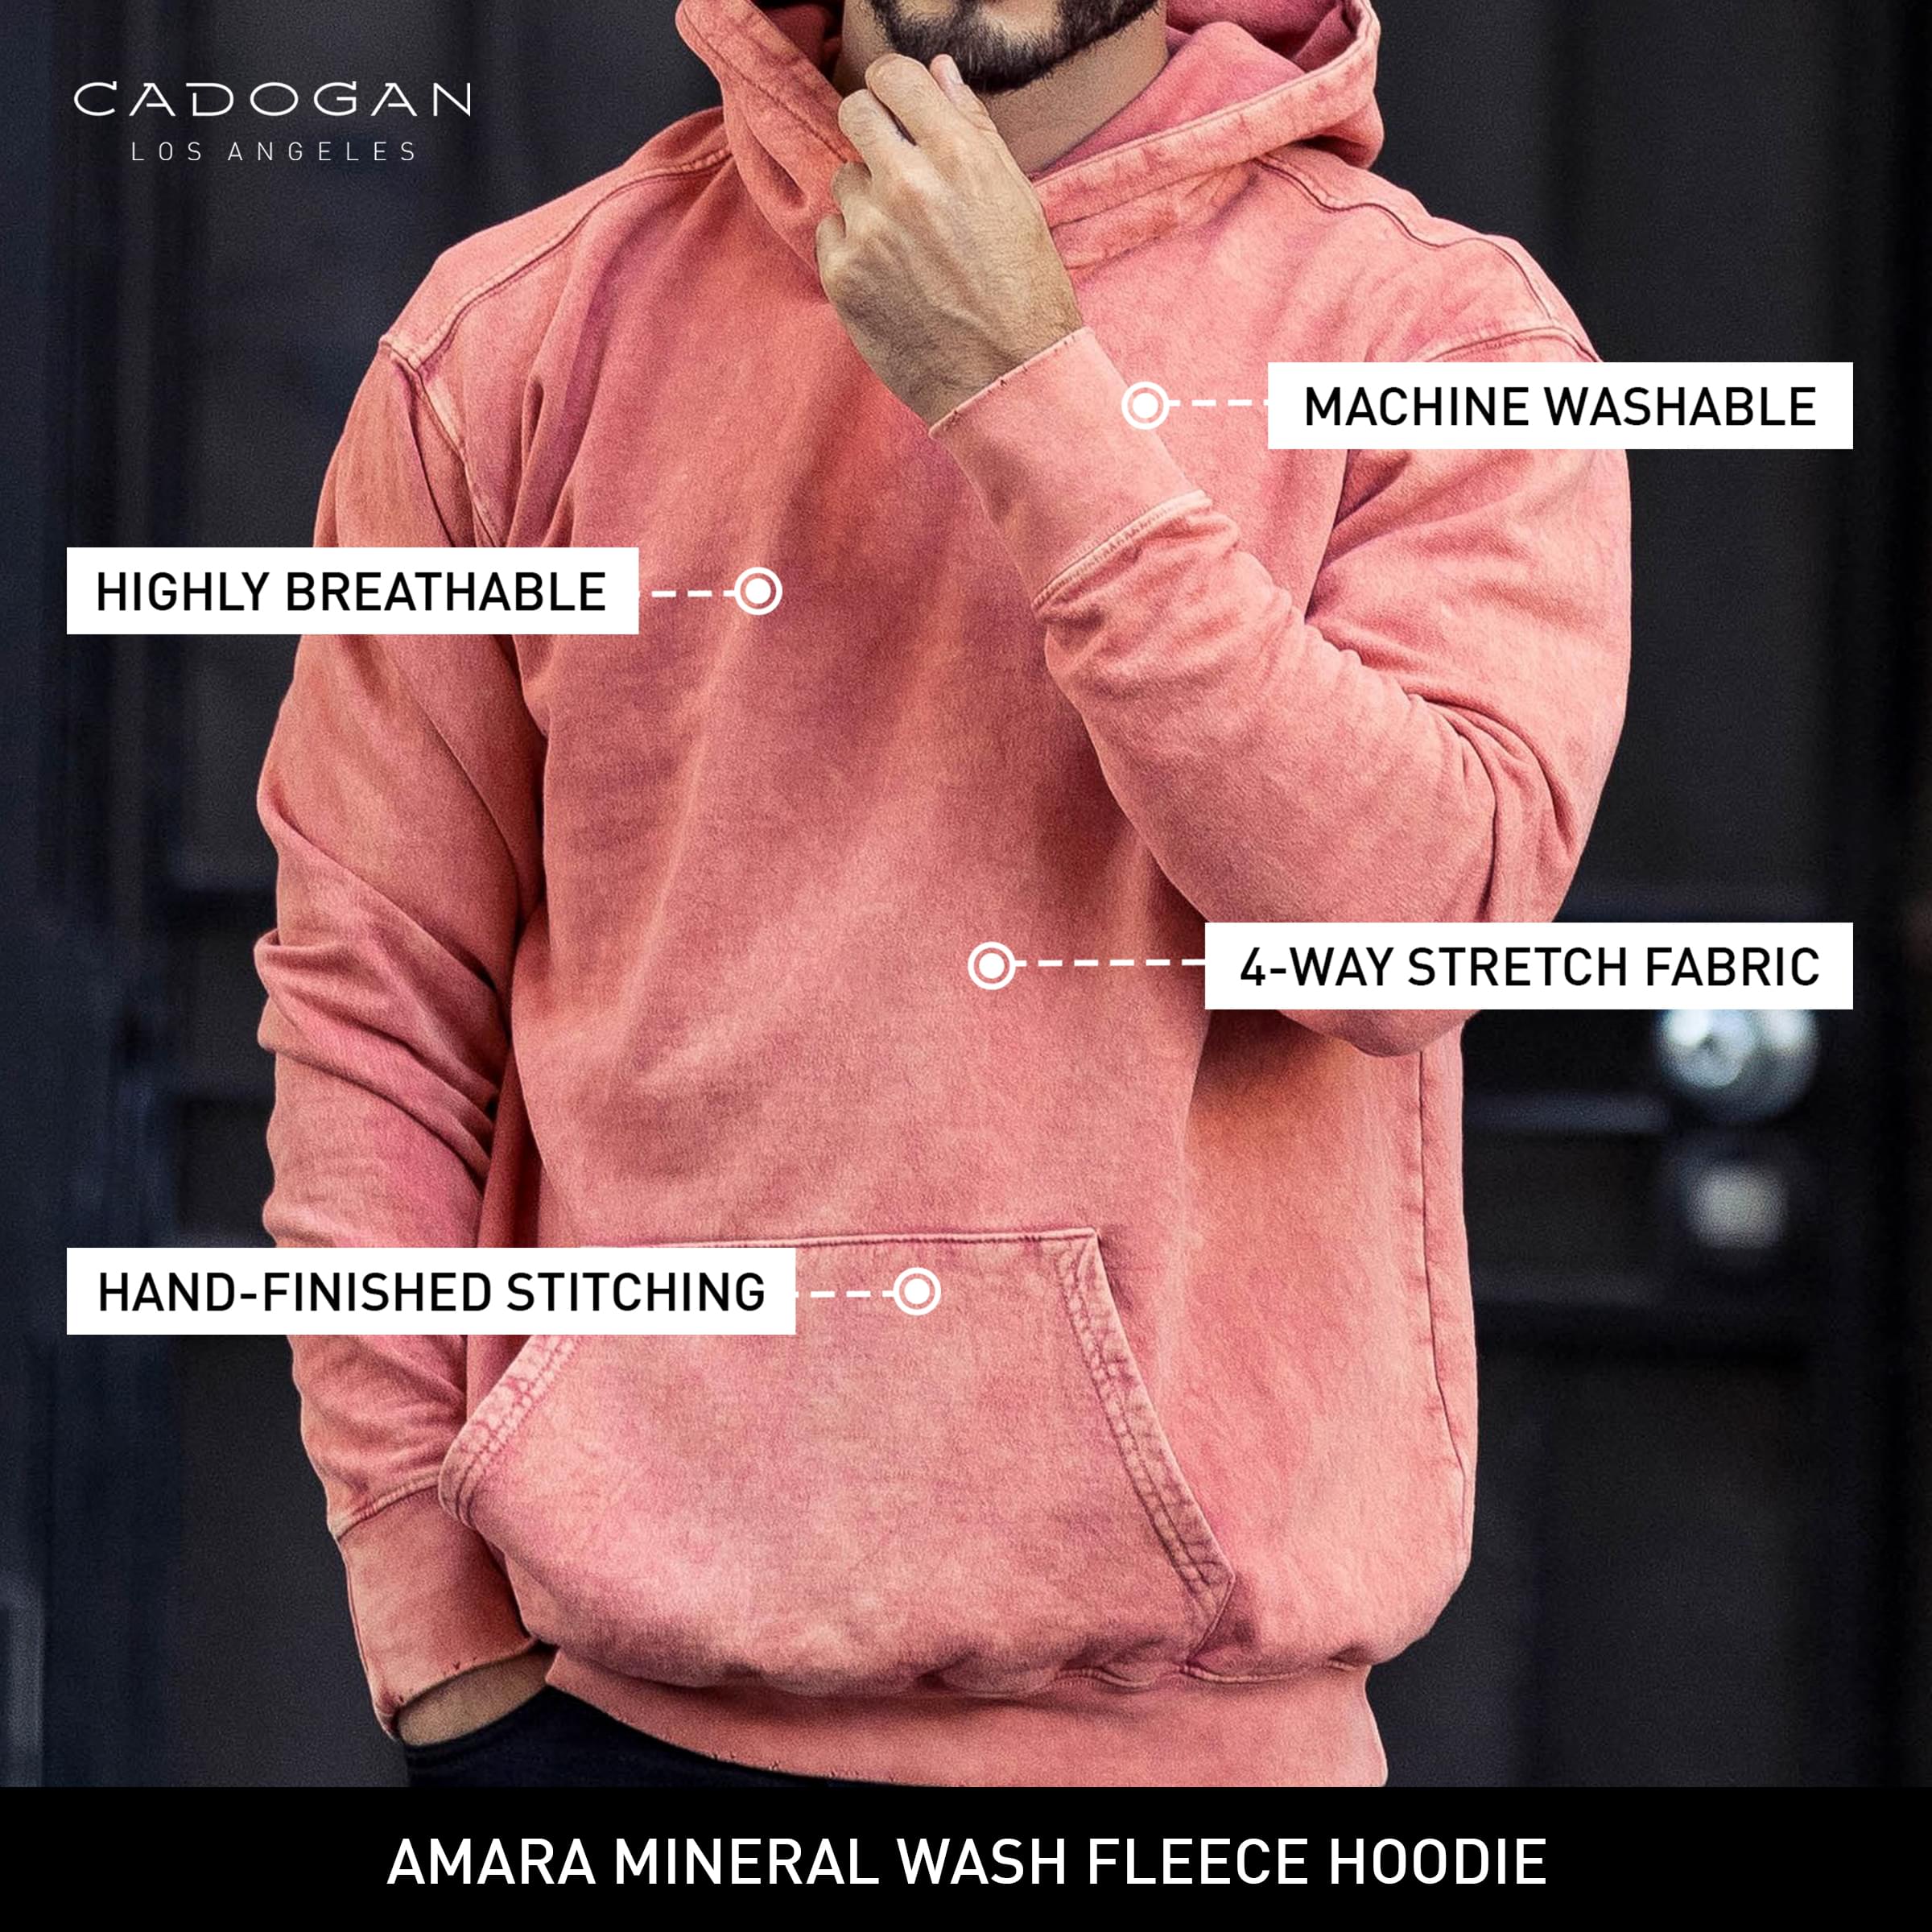 CADOGAN
LOS ANGELES
MACHINE WASHABLE
HIGHLY BREATHABLE
4-WAY STRETCH FABRIC
HAND-FINISHED STITCHING
AMARA MINERAL WASH FLEECE HOODIE